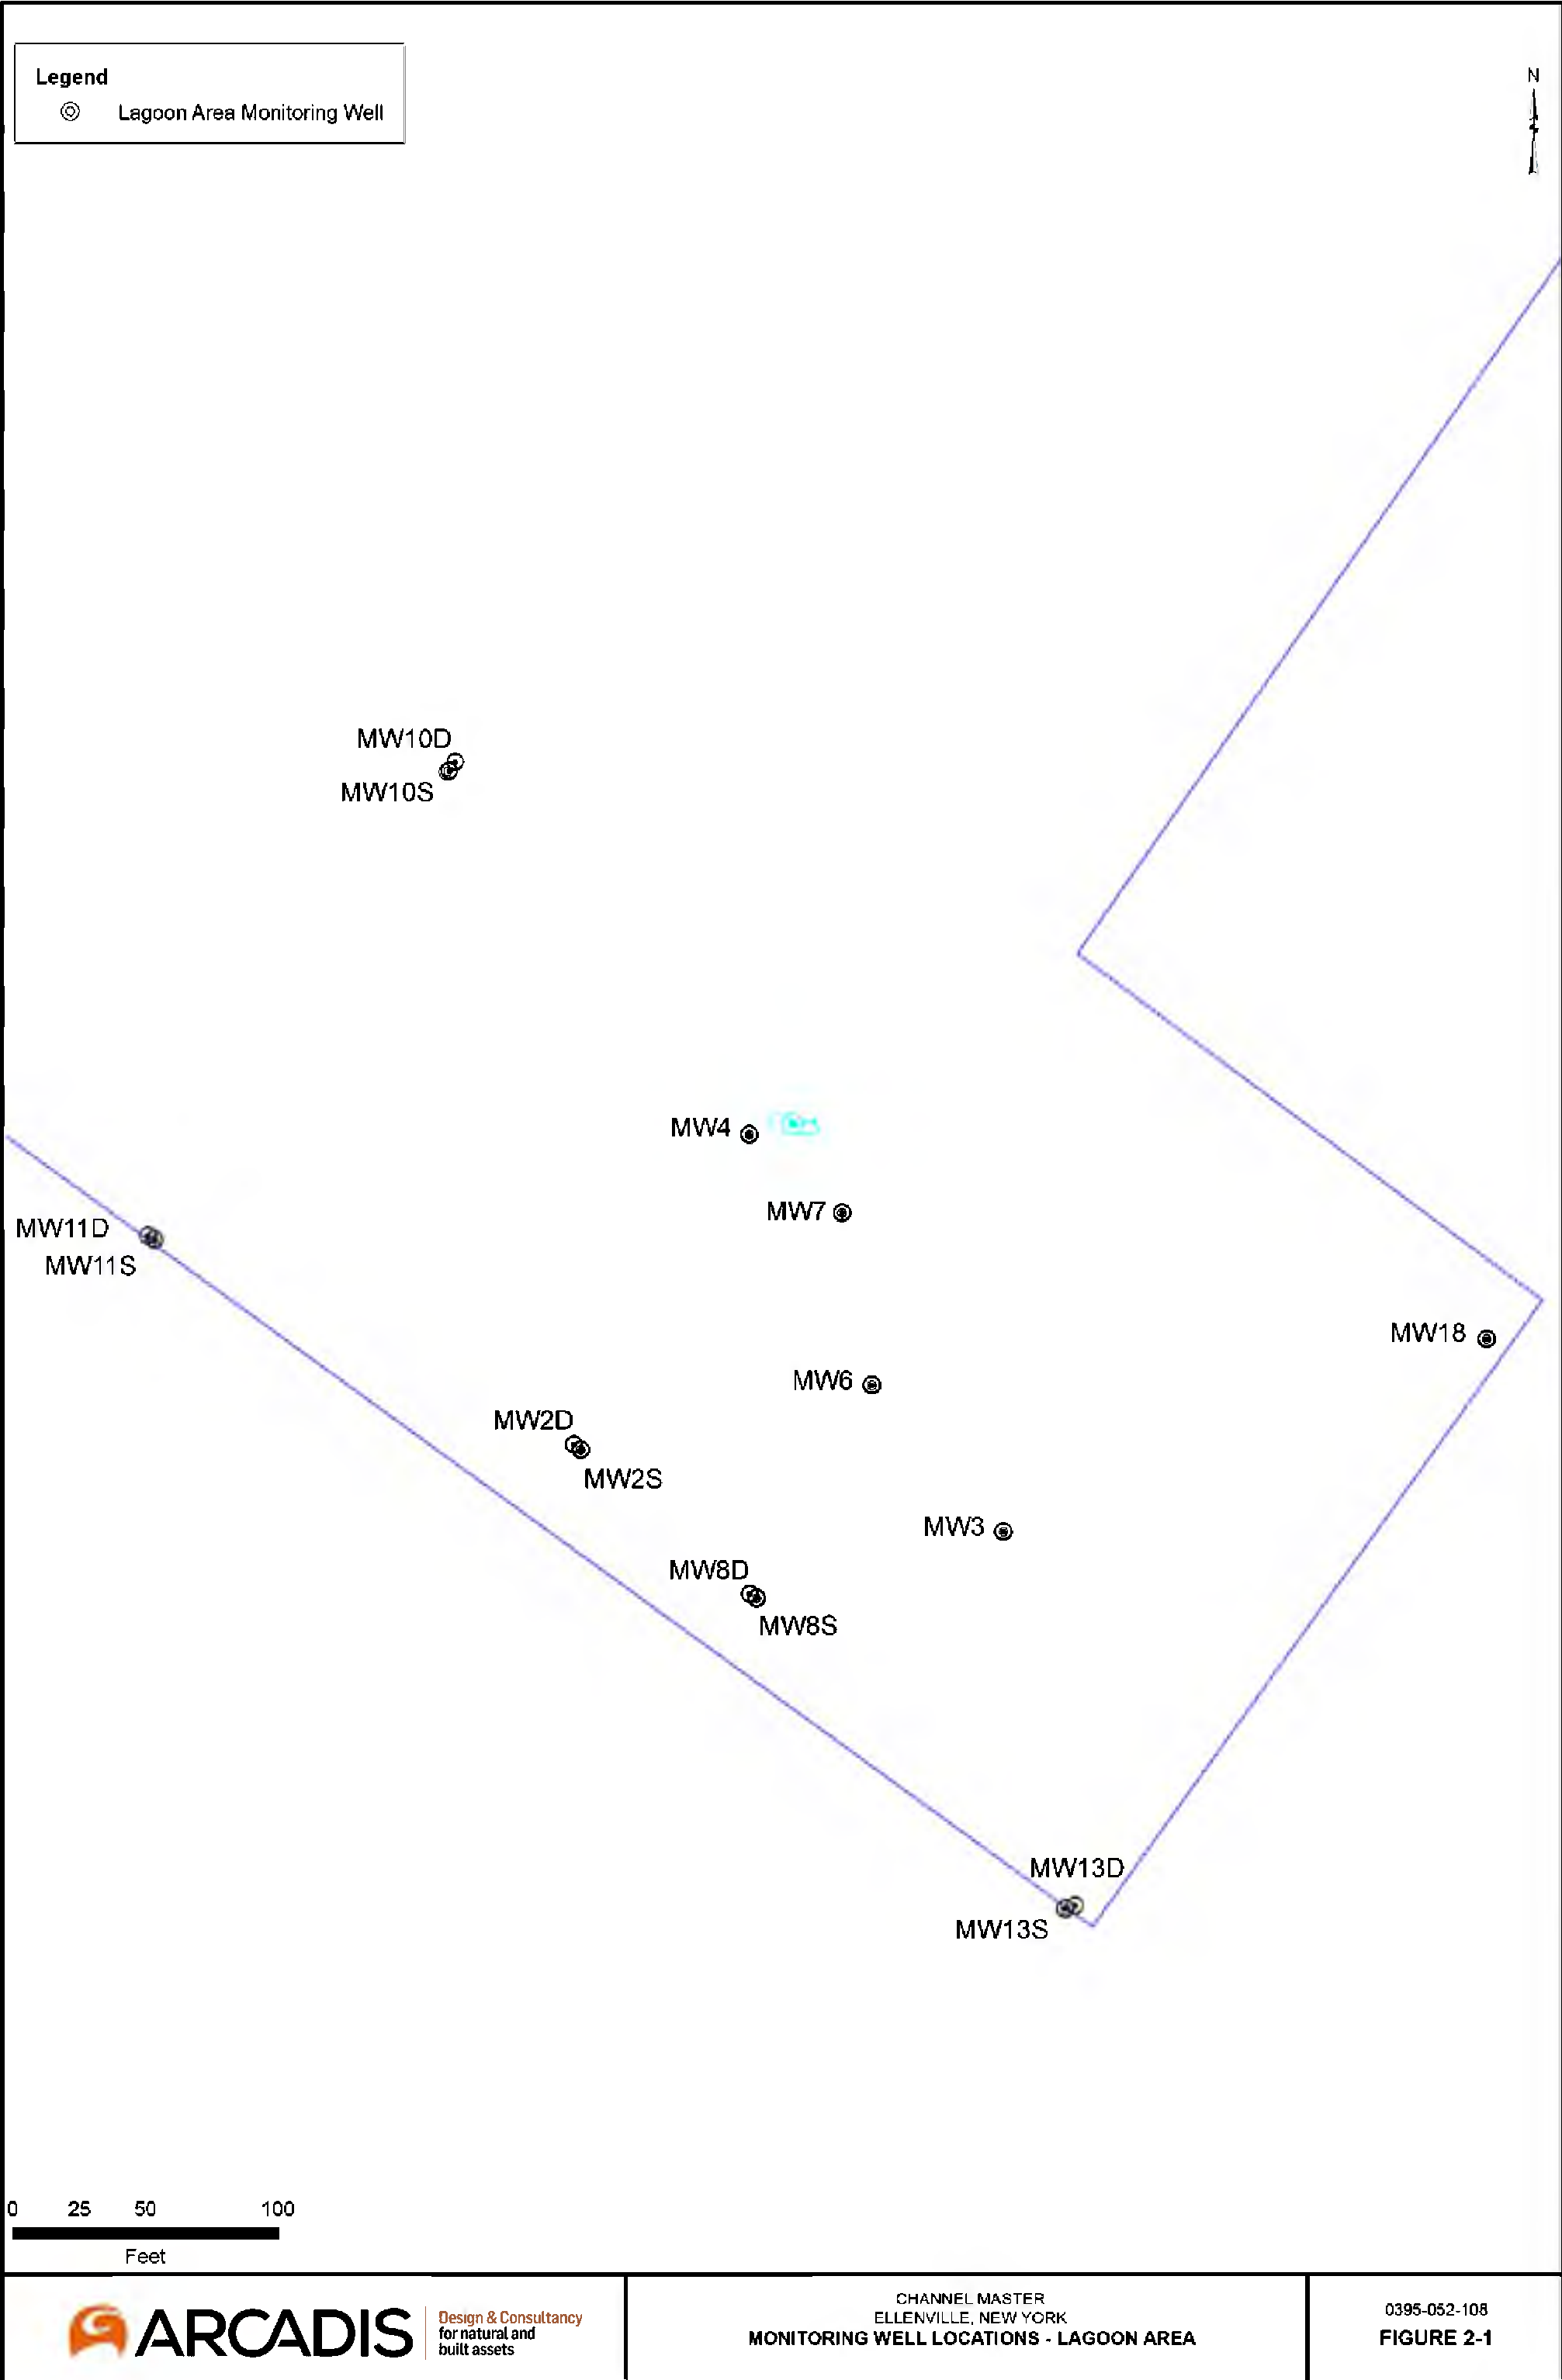 Legend
Lagoon Area Monitoring Well
N
MW10D
MW10S
MW4
MW7
MW11D
MW11S
MW18
MW6
MW2D
MW2S
MW3
MW8D
MW8S
MW13D
MW13S
0 25 50 100
Feet
ARCADIS
Design & Consultancy
for natural and
built assets
CHANNEL MASTER
ELLENVILLE, NEW YORK
MONITORING WELL LOCATIONS - LAGOON AREA
0395-052-108
FIGURE 2-1